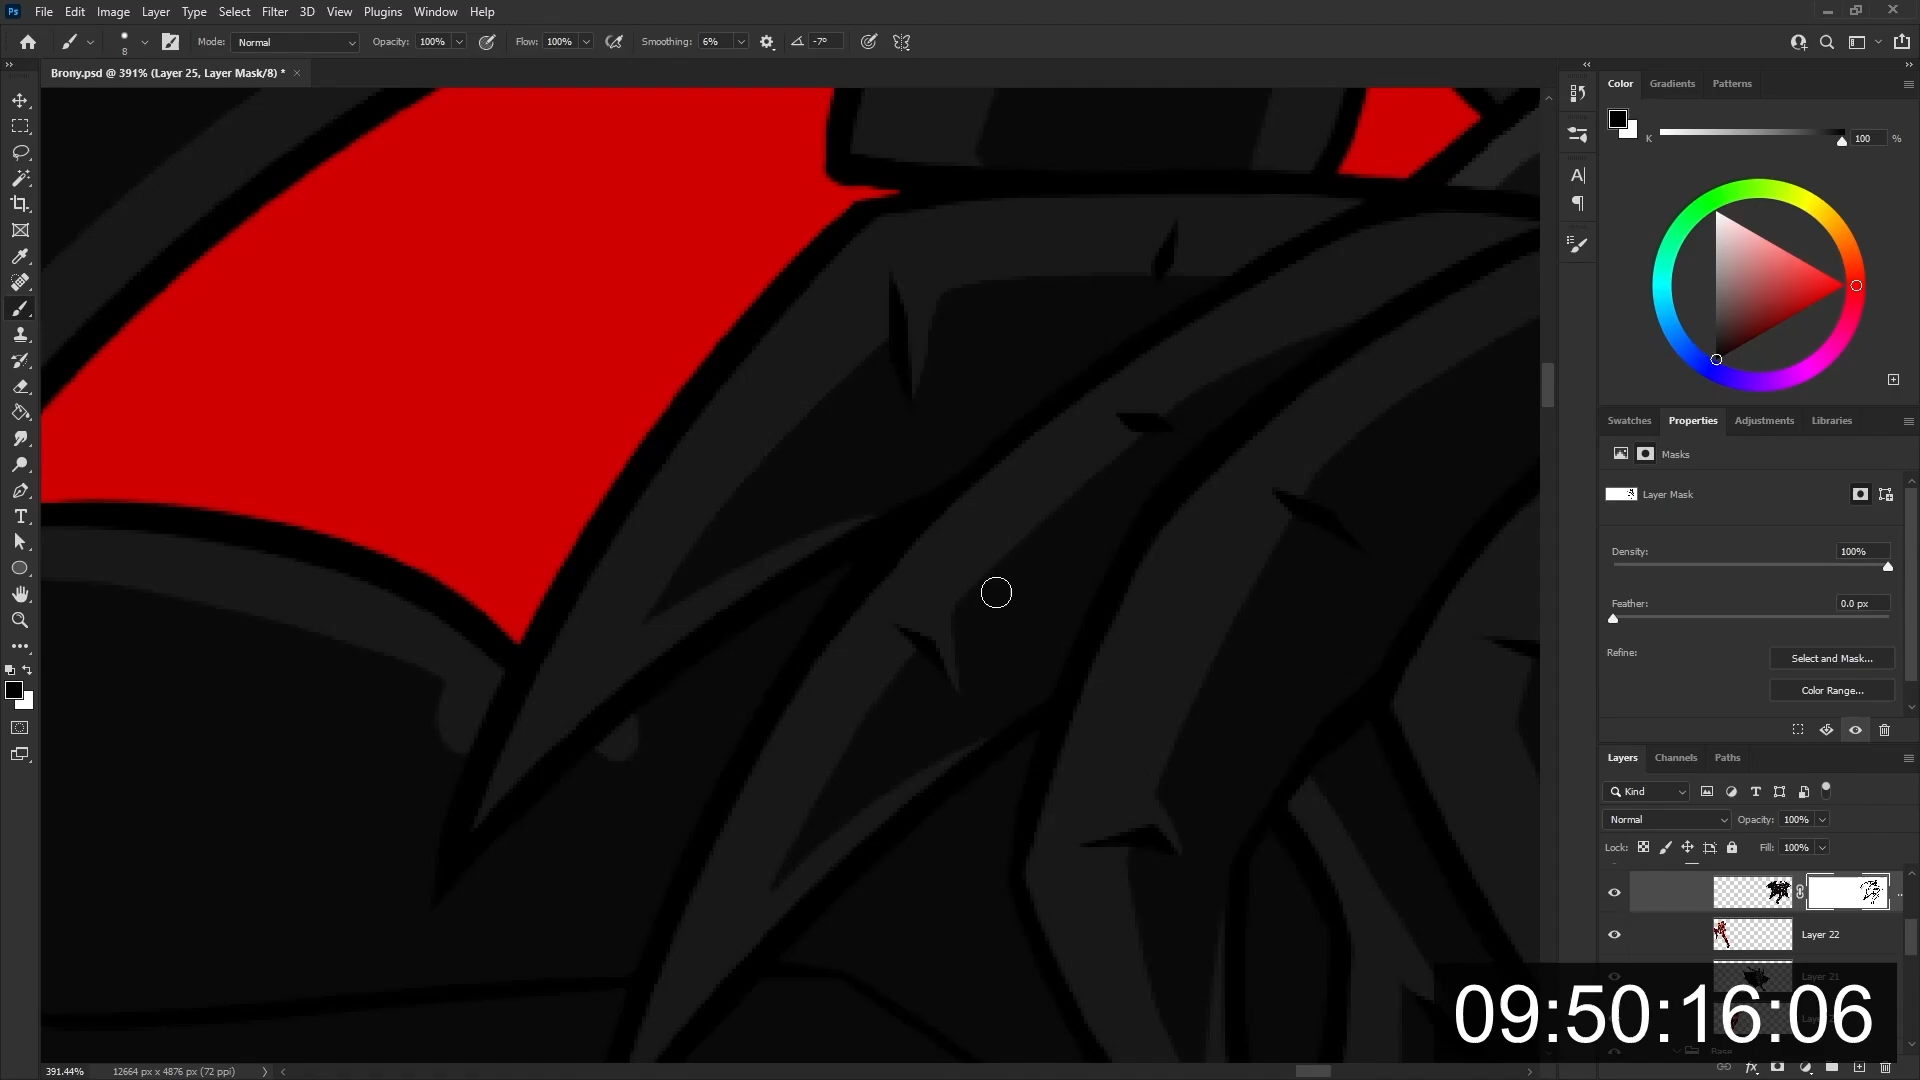 Ps File Edit Image Layer Type Select Filter 3D View Plugins Window Help
8 Mode: Normal Opacity: 100% Flow: 100% Smoothing: 6% -7°
Brony.psd @ 391% (Layer 25, Layer Mask/8) *
Color Gradients Patterns
K 100 %
Swatches Properties Adjustments Libraries
Masks
Layer Mask
Density: 100%
Feather: 0.0 px
Refine: Select and Mask...
Color Range...
Layers Channels Paths
Kind
Normal Opacity: 100%
Lock: Fill: 100%
Layer 22
Layer 21
09:50:16:06
Base
391.44% 12664 px x 4876 px (72 ppi)